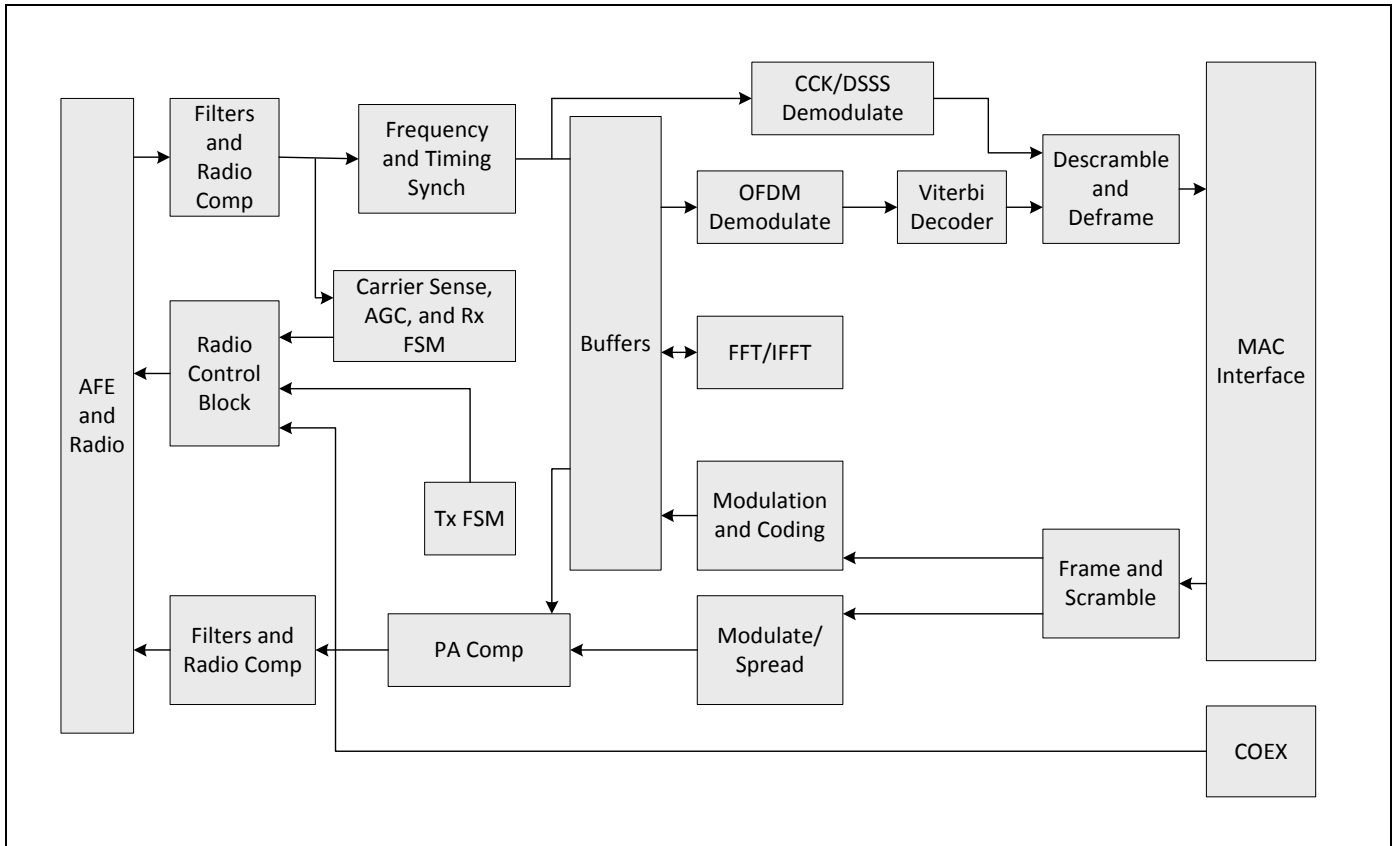 CCK/DSSS
Demodulate
Filters
and
Radio
Comp
Frequency
and Timing
Synch
Descramble
and
Deframe
OFDM
Demodulate
Viterbi
Decoder
Carrier Sense,
AGC, and Rx
FSM
Radio
Control
Block
Buffers
FFT/IFFT
MAC
Interface
AFE
and
Radio
Tx FSM
Modulation
and Coding
Frame and
Scramble
Filters and
Radio Comp
PA Comp
Modulate/
Spread
COEX